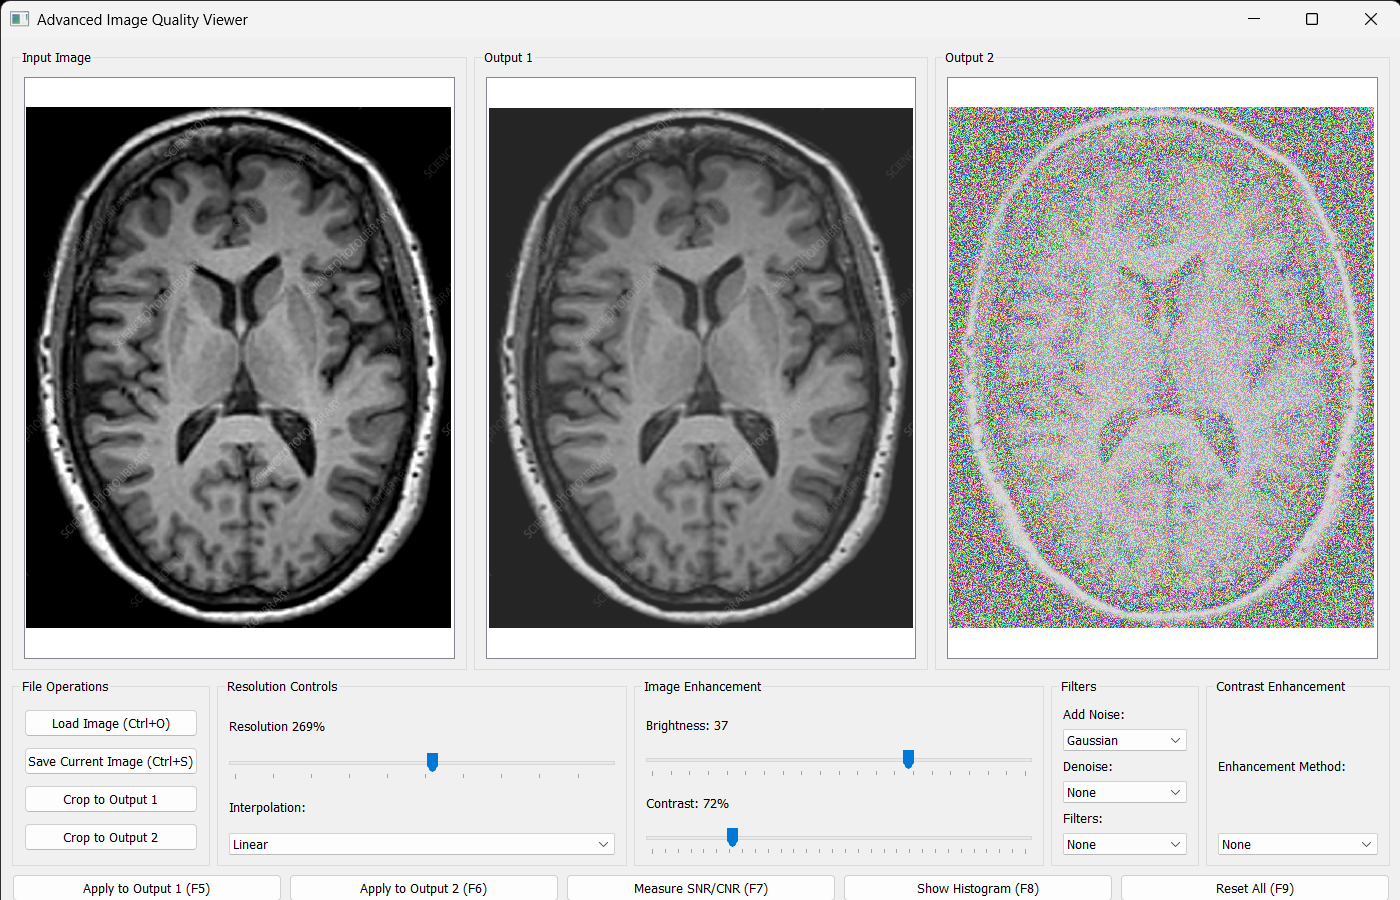 Advanced Image Quality Viewer
Input Image
Output 1
Output 2
File Operations
Load Image (Ctrl+O)
Save Current Image (Ctrl+S)
Crop to Output 1
Crop to Output 2
Resolution Controls
Resolution 269%
Interpolation:
Linear
Image Enhancement
Brightness: 37
Contrast: 72%
Filters
Add Noise:
Gaussian
Denoise:
None
Filters:
None
Contrast Enhancement
Enhancement Method:
None
Apply to Output 1 (F5)
Apply to Output 2 (F6)
Measure SNR/CNR (F7)
Show Histogram (F8)
Reset All (F9)